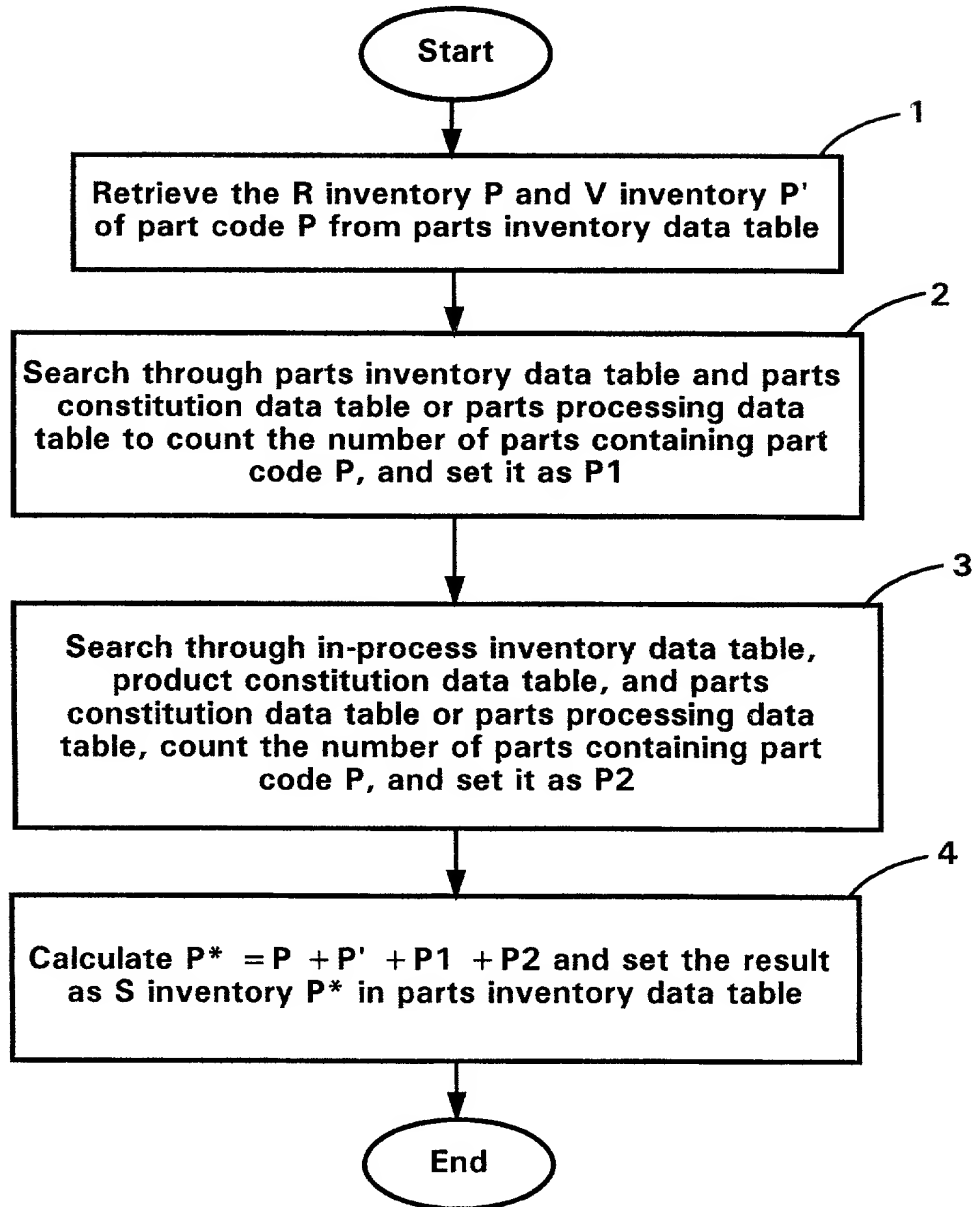 Start
1
Retrieve the R inventory P and V inventory P'
of part code P from parts inventory data table
2
Search through parts inventory data table and parts
constitution data table or parts processing data
table to count the number of parts containing part
code P, and set it as P1
3
Search through in-process inventory data table,
product constitution data table, and parts
constitution data table or parts processing data
table, count the number of parts containing part
code P, and set it as P2
4
Calculate P* = P + P' + P1 + P2 and set the result
as S inventory P* in parts inventory data table
End